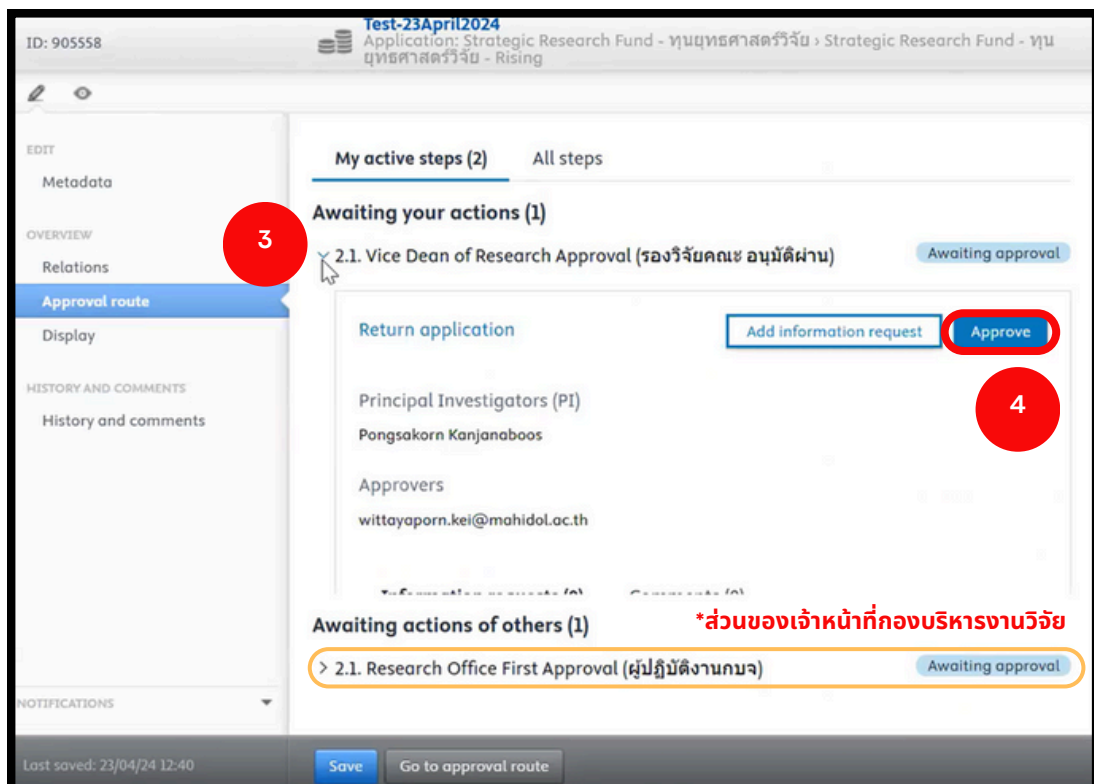 ID: 905558
Test-23April2024
Application: Strategic Research Fund - ทุนยุทธศาสตร์วิจัย › Strategic Research Fund - ทุน
ยุทธศาสตร์วิจัย - Rising
EDIT
Metadata
OVERVIEW
Relations
Approval route
Display
HISTORY AND COMMENTS
History and comments
NOTIFICATIONS
Last saved: 23/04/24 12:40
My active steps (2) All steps
Awaiting your actions (1)
3
2.1. Vice Dean of Research Approval (รองวิจัยคณะ อนุมัติผ่าน) Awaiting approval
Return application Add information request Approve
4
Principal Investigators (PI)
Pongsakorn Kanjanaboos
Approvers
wittayaporn.kei@mahidol.ac.th
Information requests (0) Comments (0)
Awaiting actions of others (1) *ส่วนของเจ้าหน้าที่กองบริหารงานวิจัย
> 2.1. Research Office First Approval (ผู้ปฏิบัติงานกบจ) Awaiting approval
Save Go to approval route